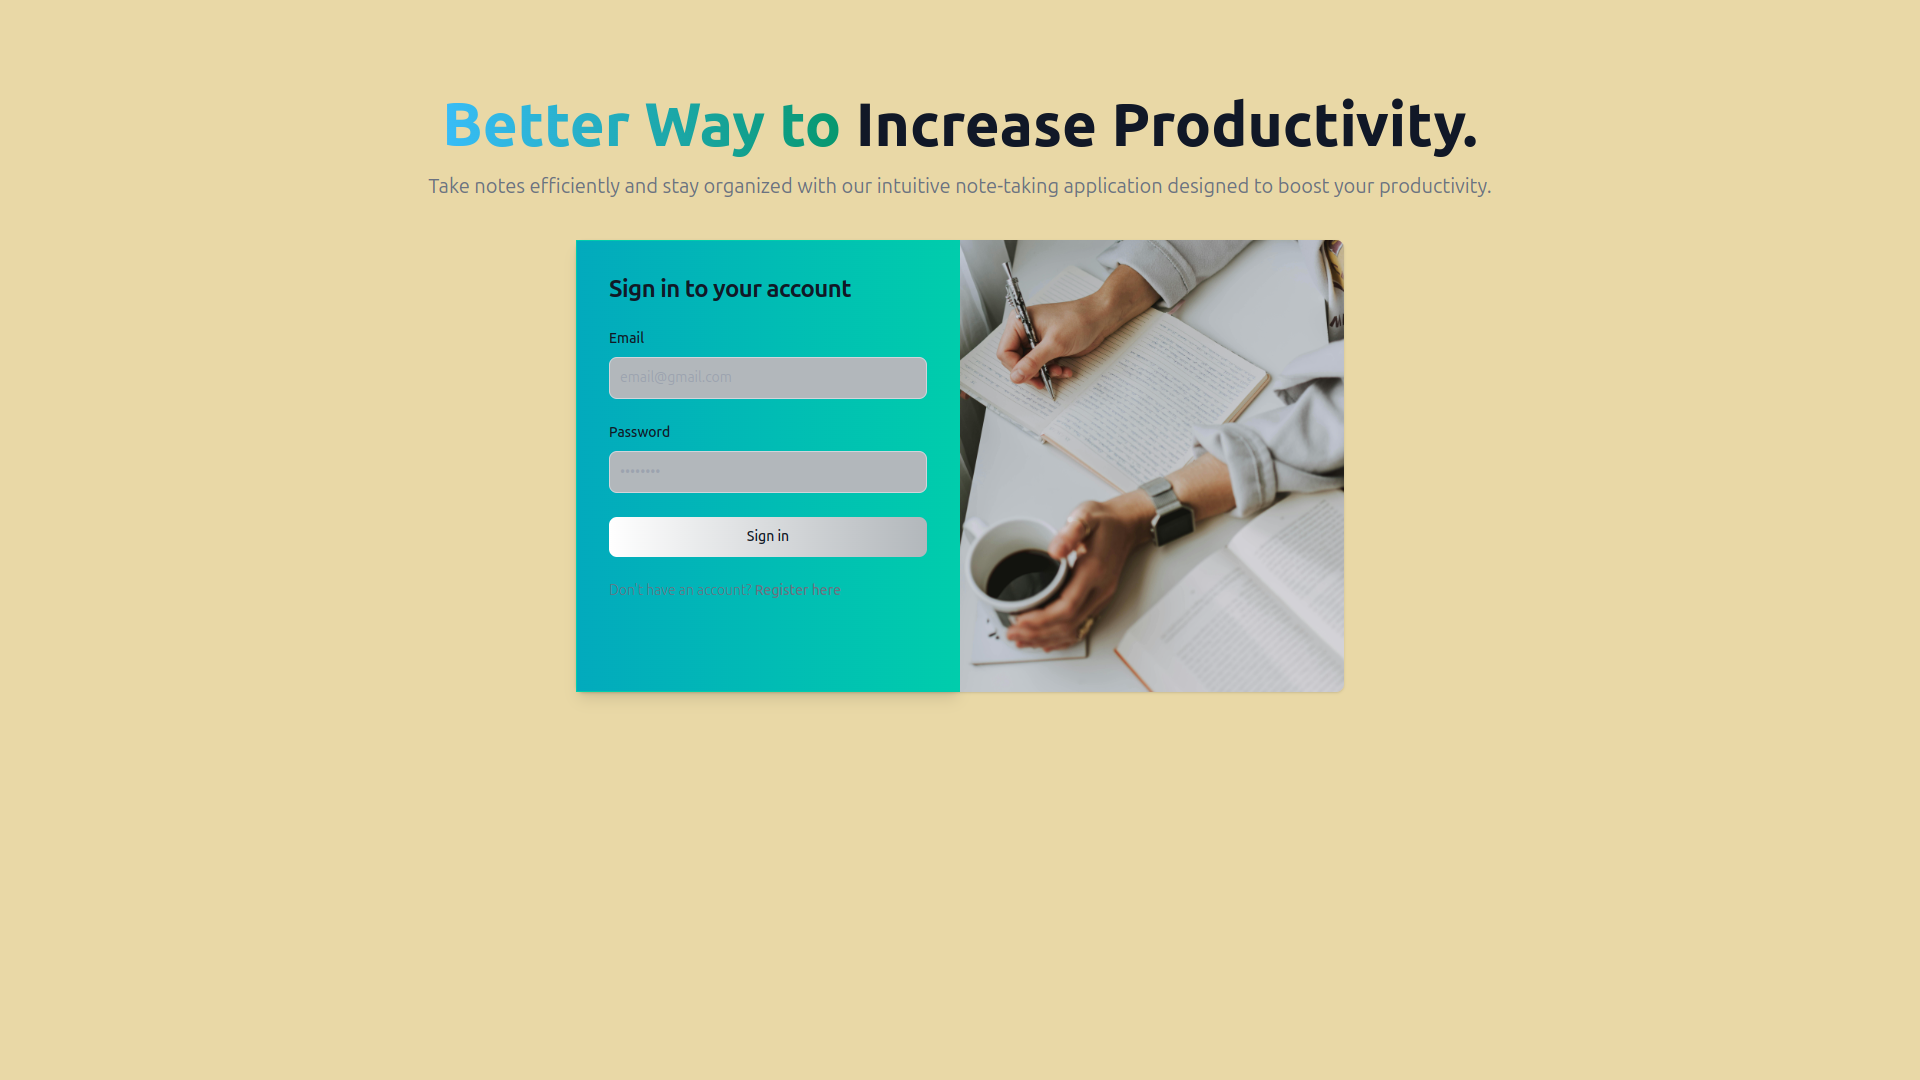 Better Way to Increase Productivity.
Take notes efficiently and stay organized with our intuitive note-taking application designed to boost your productivity.
Sign in to your account
Email
email@gmail.com
Password
••••••••
Sign in
Don't have an account? Register here